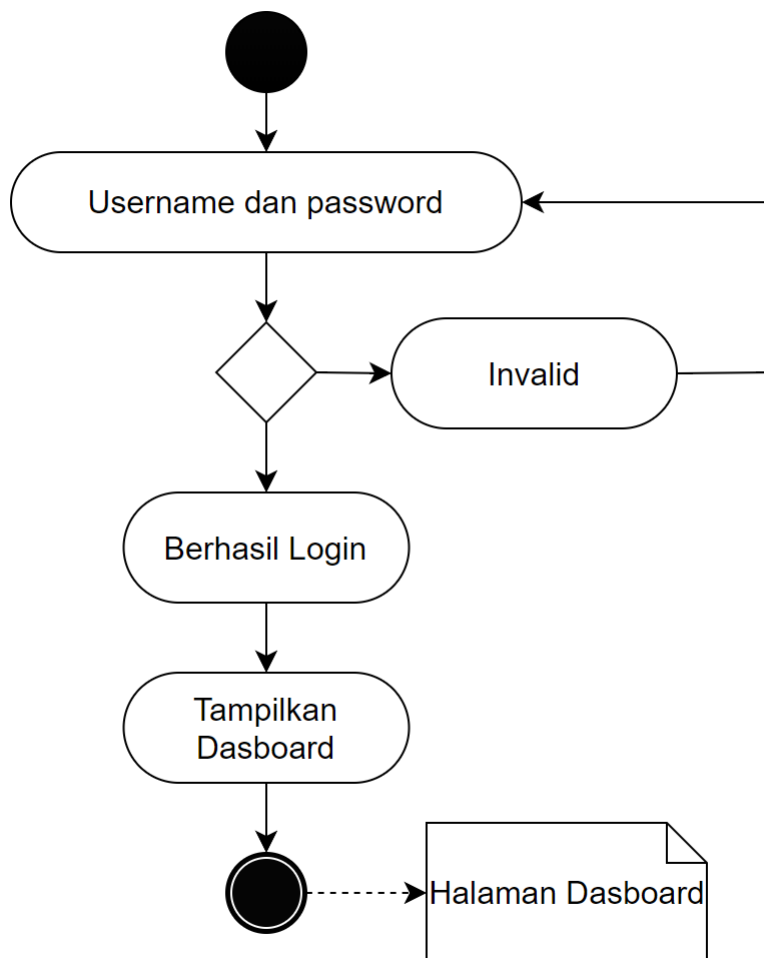 Username dan password
Invalid
Berhasil Login
Tampilkan
Dasboard
Halaman Dasboard